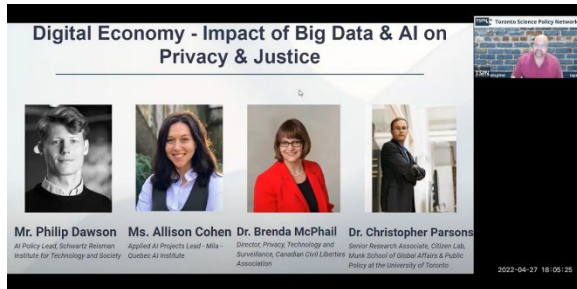 Digital Economy - Impact of Big Data & AI on
Privacy & Justice
Toronto Science Policy Network
Mr. Philip Dawson
AI Policy Lead, Schwartz Reisman
Institute for Technology and Society
Ms. Allison Cohen
Applied AI Projects Lead - Mila -
Quebec AI Institute
Dr. Brenda McPhail
Director, Privacy, Technology and
Surveillance, Canadian Civil Liberties
Association
Dr. Christopher Parsons
Senior Research Associate, Citizen Lab,
Munk School of Global Affairs & Public
Policy at the University of Toronto
2022-04-27 18:05:25